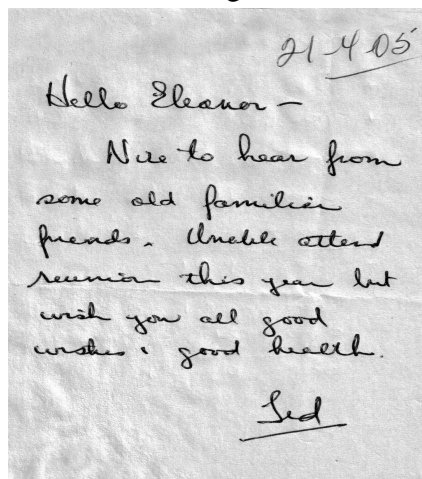 21-4-05
Hello Eleanor –
Nice to hear from
some old familiar
friends. Unable attend
reunion this year but
wish you all good
wishes & good health.
Ted